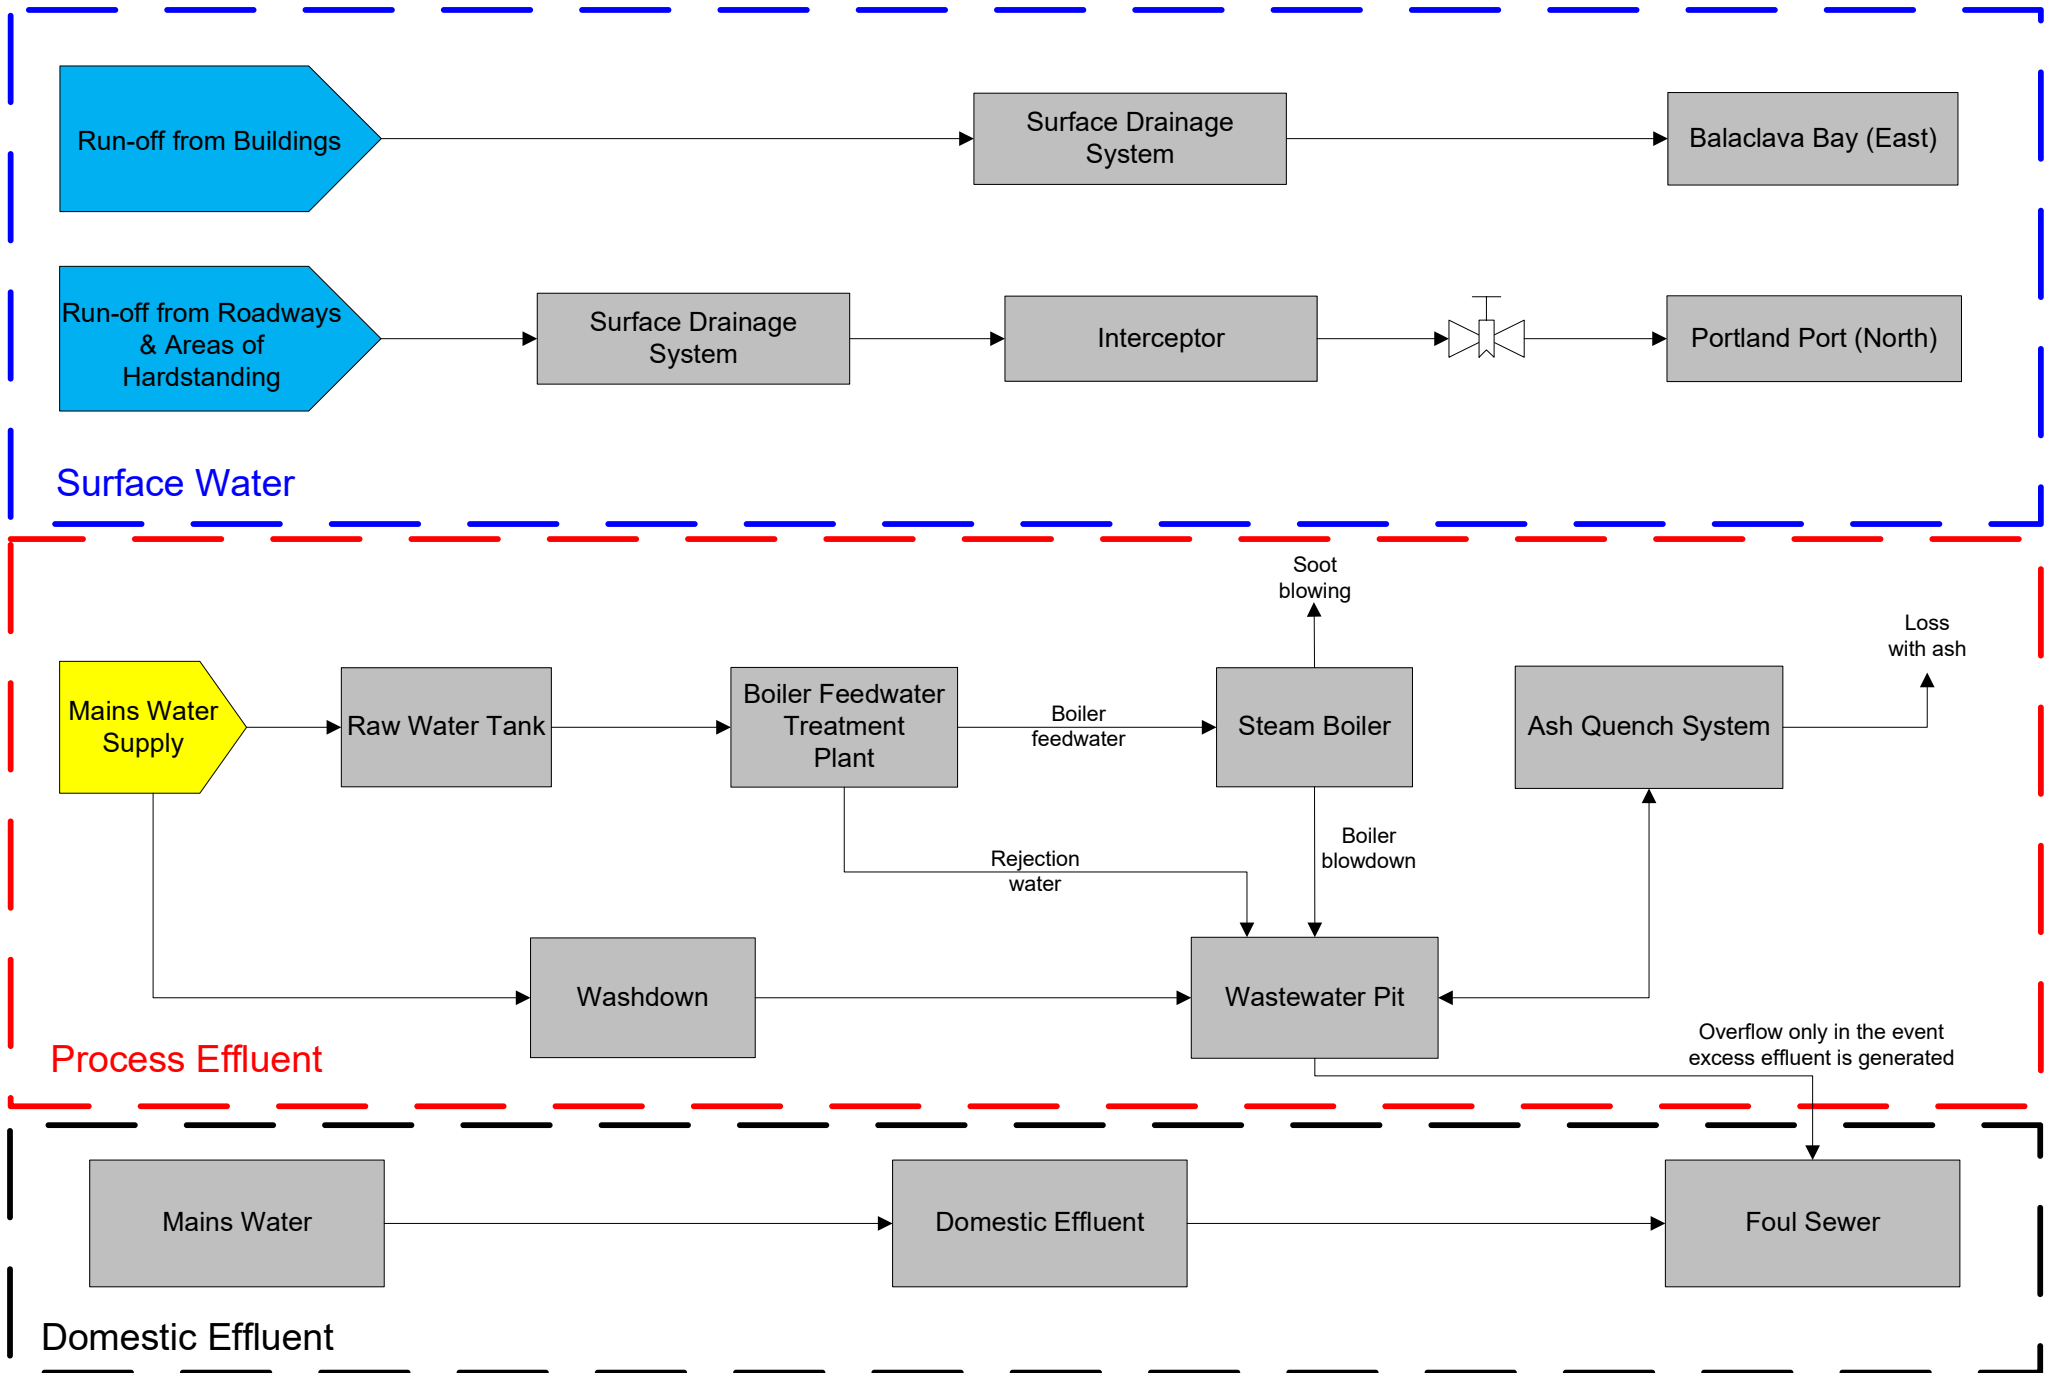 Run-off from Buildings
Surface Drainage
System
Balaclava Bay (East)
Run-off from Roadways
& Areas of
Hardstanding
Surface Drainage
System
Interceptor
Portland Port (North)
Surface Water
Soot
blowing
Loss
with ash
Mains Water
Supply
Raw Water Tank
Boiler Feedwater
Treatment
Plant
Boiler
feedwater
Steam Boiler
Ash Quench System
Rejection
water
Boiler
blowdown
Washdown
Wastewater Pit
Overflow only in the event
excess effluent is generated
Process Effluent
Mains Water
Domestic Effluent
Foul Sewer
Domestic Effluent